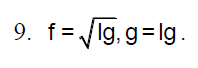 9. f = √lg, g = lg.